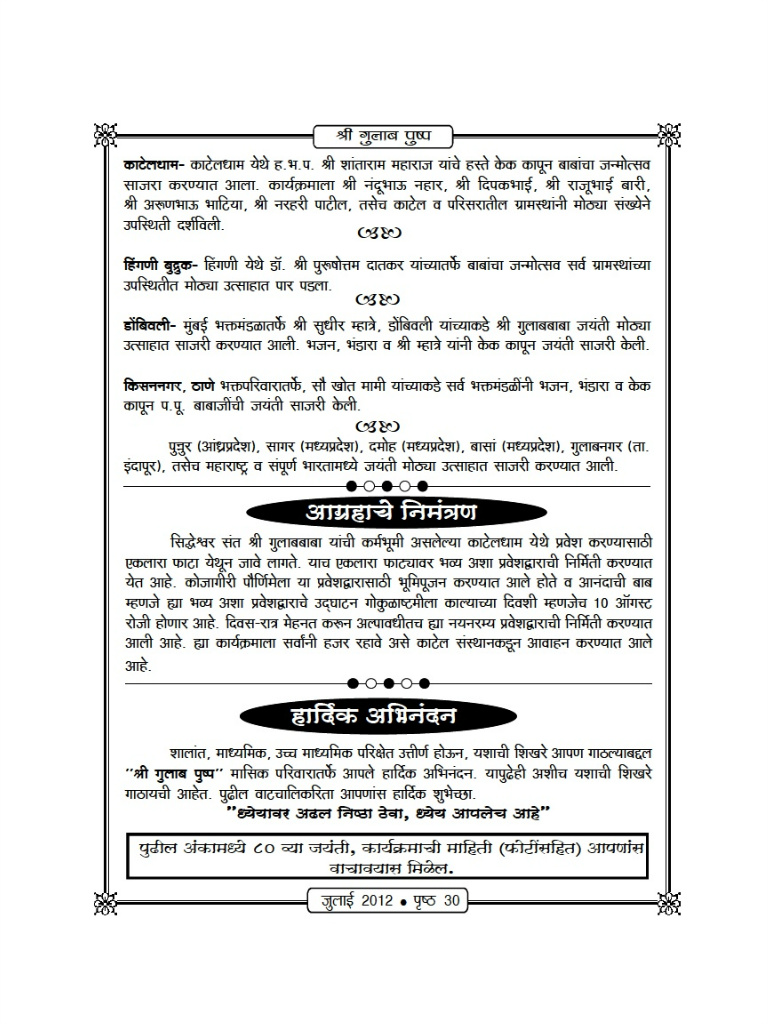 श्री गुलाब पुष्प
काटेलधाम- काटेलधाम येथे ह.भ.प. श्री शांताराम महाराज यांचे हस्ते केक कापून बाबांचा जन्मोत्सव
साजरा करण्यात आला. कार्यक्रमाला श्री नंदूभाऊ नहार, श्री दिपकभाई, श्री राजूभाई बारी,
श्री अरूणभाऊ भाटिया, श्री नरहरी पाटील, तसेच काटेल व परिसरातील ग्रामस्थांनी मोठ्या संख्येने
उपस्थिती दर्शविली.
हिंगणी बुद्रुक- हिंगणी येथे डॉ. श्री पुरूषोत्तम दातकर यांच्यातर्फे बाबांचा जन्मोत्सव सर्व ग्रामस्थांच्या
उपस्थितीत मोठ्या उत्साहात पार पडला.
डोंबिवली- मुंबई भक्तमंडळातर्फे श्री सुधीर म्हात्रे, डोंबिवली यांच्याकडे श्री गुलाबबाबा जयंती मोठ्या
उत्साहात साजरी करण्यात आली. भजन, भंडारा व श्री म्हात्रे यांनी केक कापून जयंती साजरी केली.
किसननगर, ठाणे भक्तपरिवारातर्फे, सौ खोत मामी यांच्याकडे सर्व भक्तमंडळींनी भजन, भंडारा व केक
कापून प.पू. बाबाजींची जयंती साजरी केली.
पुन्नुर (आंध्रप्रदेश), सागर (मध्यप्रदेश), दमोह (मध्यप्रदेश), बासां (मध्यप्रदेश), गुलाबनगर (ता.
इंदापूर), तसेच महाराष्ट्र व संपूर्ण भारतामध्ये जयंती मोठ्या उत्साहात साजरी करण्यात आली.
आग्रहाचे निमंत्रण
सिद्धेश्वर संत श्री गुलाबबाबा यांची कर्मभूमी असलेल्या काटेलधाम येथे प्रवेश करण्यासाठी
एकलारा फाटा येथून जावे लागते. याच एकलारा फाट्यावर भव्य अशा प्रवेशद्वाराची निर्मिती करण्यात
येत आहे. कोजागीरी पौर्णिमेला या प्रवेशद्वारासाठी भूमिपूजन करण्यात आले होते व आनंदाची बाब
म्हणजे ह्या भव्य अशा प्रवेशद्वाराचे उद्घाटन गोकुळाष्टमीला काल्याच्या दिवशी म्हणजेच 10 ऑगस्ट
रोजी होणार आहे. दिवस-रात्र मेहनत करून अल्पावधीतच ह्या नयनरम्य प्रवेशद्वाराची निर्मिती करण्यात
आली आहे. ह्या कार्यक्रमाला सर्वांनी हजर रहावे असे काटेल संस्थानकडून आवाहन करण्यात आले
आहे.
हार्दिक अभिनंदन
शालांत, माध्यमिक, उच्च माध्यमिक परिक्षेत उत्तीर्ण होऊन, यशाची शिखरे आपण गाठल्याबद्दल
"श्री गुलाब पुष्प" मासिक परिवारातर्फे आपले हार्दिक अभिनंदन. यापुढेही अशीच यशाची शिखरे
गाठायची आहेत. पुढील वाटचालिकरिता आपणांस हार्दिक शुभेच्छा.
"ध्येयावर अढल निष्ठा ठेवा, ध्येय आपलेच आहे"
पुढील अंकामध्ये ८० व्या जयंती, कार्यक्रमाची माहिती (फोटोंसहित) आपणांस
वाचावयास मिळेल.
जुलाई 2012 ● पृष्ठ 30